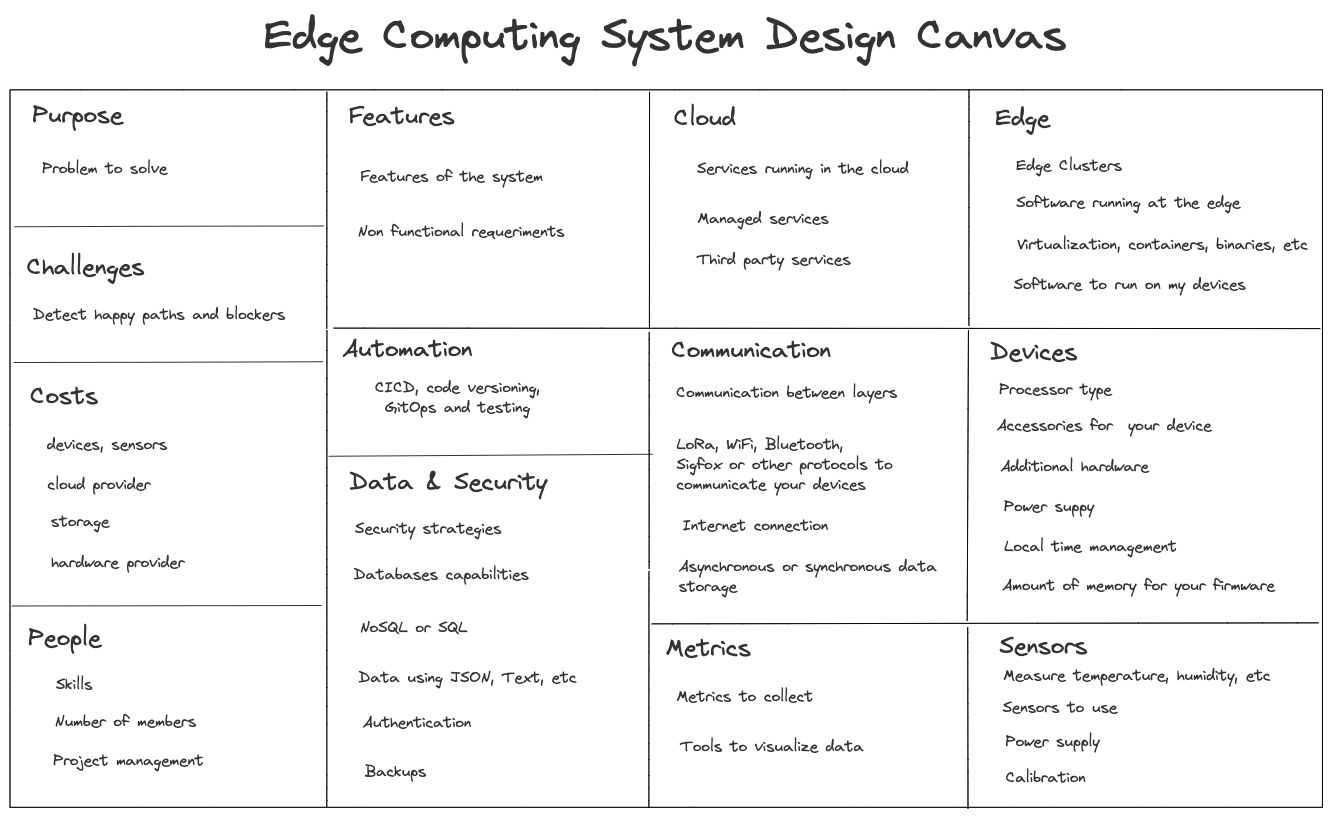 Edge Computing System Design Canvas
Purpose
Problem to solve
Challenges
Detect happy paths and blockers
Costs
devices, sensors
cloud provider
storage
hardware provider
People
Skills
Number of members
Project management
Features
Features of the system
Non functional requeriments
Automation
CICD, code versioning,
GitOps and testing
Data & Security
Security strategies
Databases capabilities
NoSQL or SQL
Data using JSON, Text, etc
Authentication
Backups
Cloud
Services running in the cloud
Managed services
Third party services
Communication
Communication between layers
LoRa, WiFi, Bluetooth,
Sigfox or other protocols to
communicate your devices
Internet connection
Asynchronous or synchronous data
storage
Metrics
Metrics to collect
Tools to visualize data
Edge
Edge Clusters
Software running at the edge
Virtualization, containers, binaries, etc
Software to run on my devices
Devices
Processor type
Accessories for your device
Additional hardware
Power suppy
Local time management
Amount of memory for your firmware
Sensors
Measure temperature, humidity, etc
Sensors to use
Power supply
Calibration